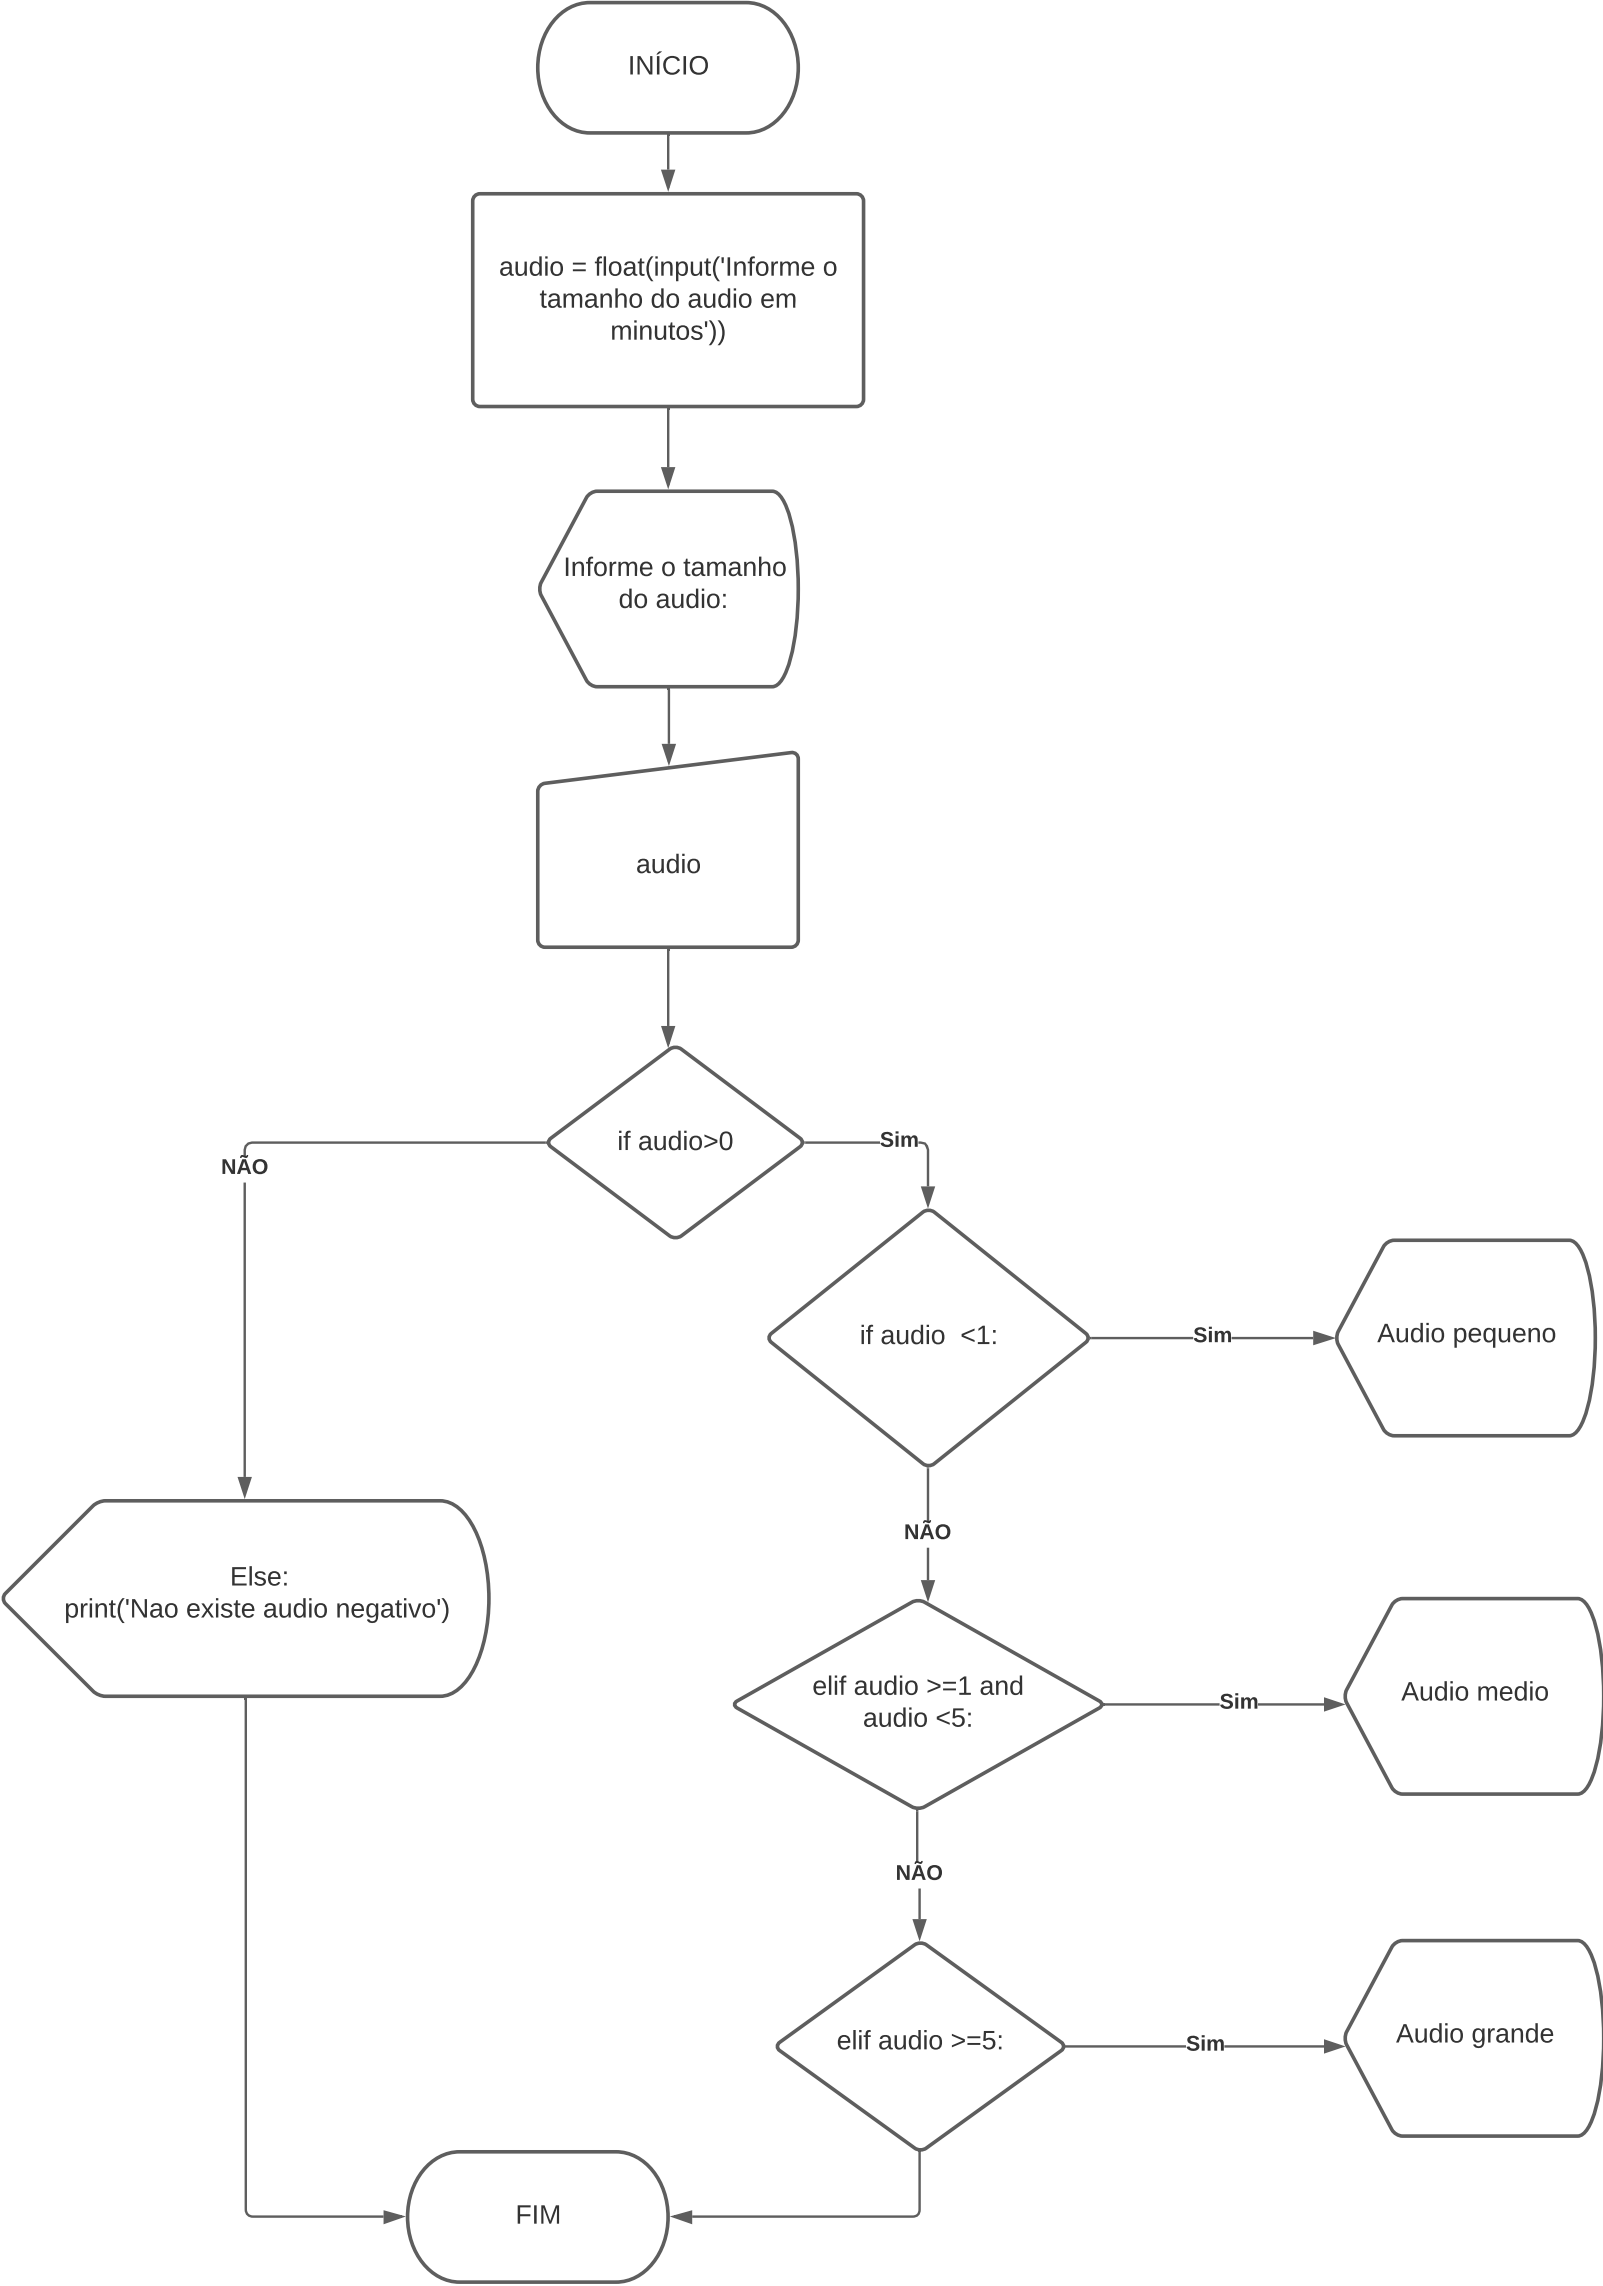 INÍCIO
audio = float(input('Informe o
tamanho do audio em
minutos'))
Informe o tamanho
do audio:
audio
if audio>0
Sim
NÃO
if audio  <1:
Sim
Audio pequeno
NÃO
Else:
print('Nao existe audio negativo')
elif audio >=1 and
audio <5:
Sim
Audio medio
NÃO
elif audio >=5:
Sim
Audio grande
FIM